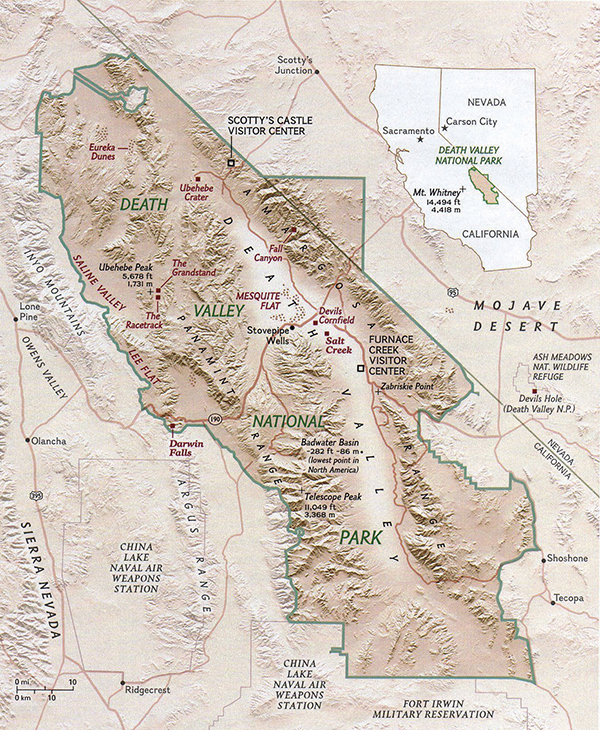 Scotty's
Junction
NEVADA
Carson City
Sacramento
DEATH VALLEY
NATIONAL PARK
Mt. Whitney
14,494 ft
4,418 m
CALIFORNIA
SCOTTY'S CASTLE
VISITOR CENTER
Eureka
Dunes
Ubehebe
Crater
DEATH
Fall
Canyon
AMARGOSA
DEATH
VALLEY
INYO MOUNTAINS
SALINE VALLEY
Ubehebe Peak
5,678 ft
1,731 m
The
Grandstand
The
Racetrack
MESQUITE
FLAT
VALLEY
Devils
Cornfield
Salt
Creek
Stovepipe
Wells
FURNACE
CREEK
VISITOR
CENTER
Zabriskie Point
95
MOJAVE
DESERT
ASH MEADOWS
NAT. WILDLIFE
REFUGE
Devils Hole
(Death Valley N.P.)
NEVADA
CALIFORNIA
Lone
Pine
OWENS VALLEY
LEE FLAT
PANAMINT
RANGE
190
NATIONAL
Darwin
Falls
Olancha
Badwater Basin
-282 ft -86 m
(lowest point in
North America)
RANGE
Telescope Peak
11,049 ft
3,368 m
PARK
395
SIERRA NEVADA
ARGUS RANGE
CHINA
LAKE
NAVAL AIR
WEAPONS
STATION
Shoshone
Tecopa
0 mi 10
0 km 10
Ridgecrest
CHINA
LAKE
NAVAL AIR
WEAPONS
STATION
FORT IRWIN
MILITARY RESERVATION